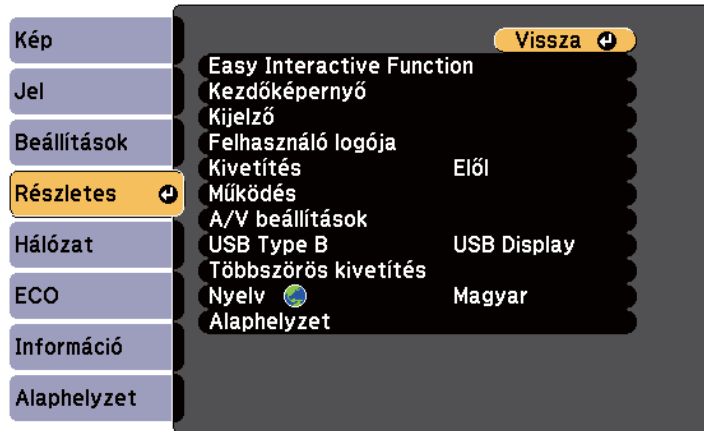 Kép
Jel
Beállítások
Részletes
Hálózat
ECO
Információ
Alaphelyzet
Vissza
Easy Interactive Function
Kezdőképernyő
Kijelző
Felhasználó logója
Kivetítés Elől
Működés
A/V beállítások
USB Type B USB Display
Többszörös kivetítés
Nyelv Magyar
Alaphelyzet